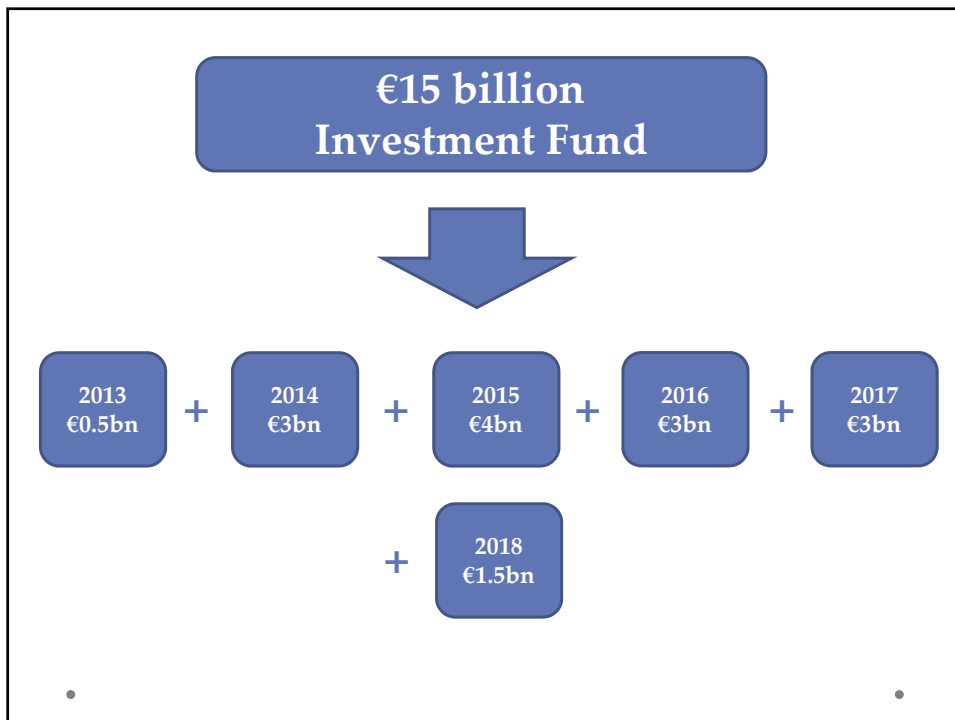 €15 billion
Investment Fund
2013
€0.5bn
+
2014
€3bn
+
2015
€4bn
+
2016
€3bn
+
2017
€3bn
+
2018
€1.5bn